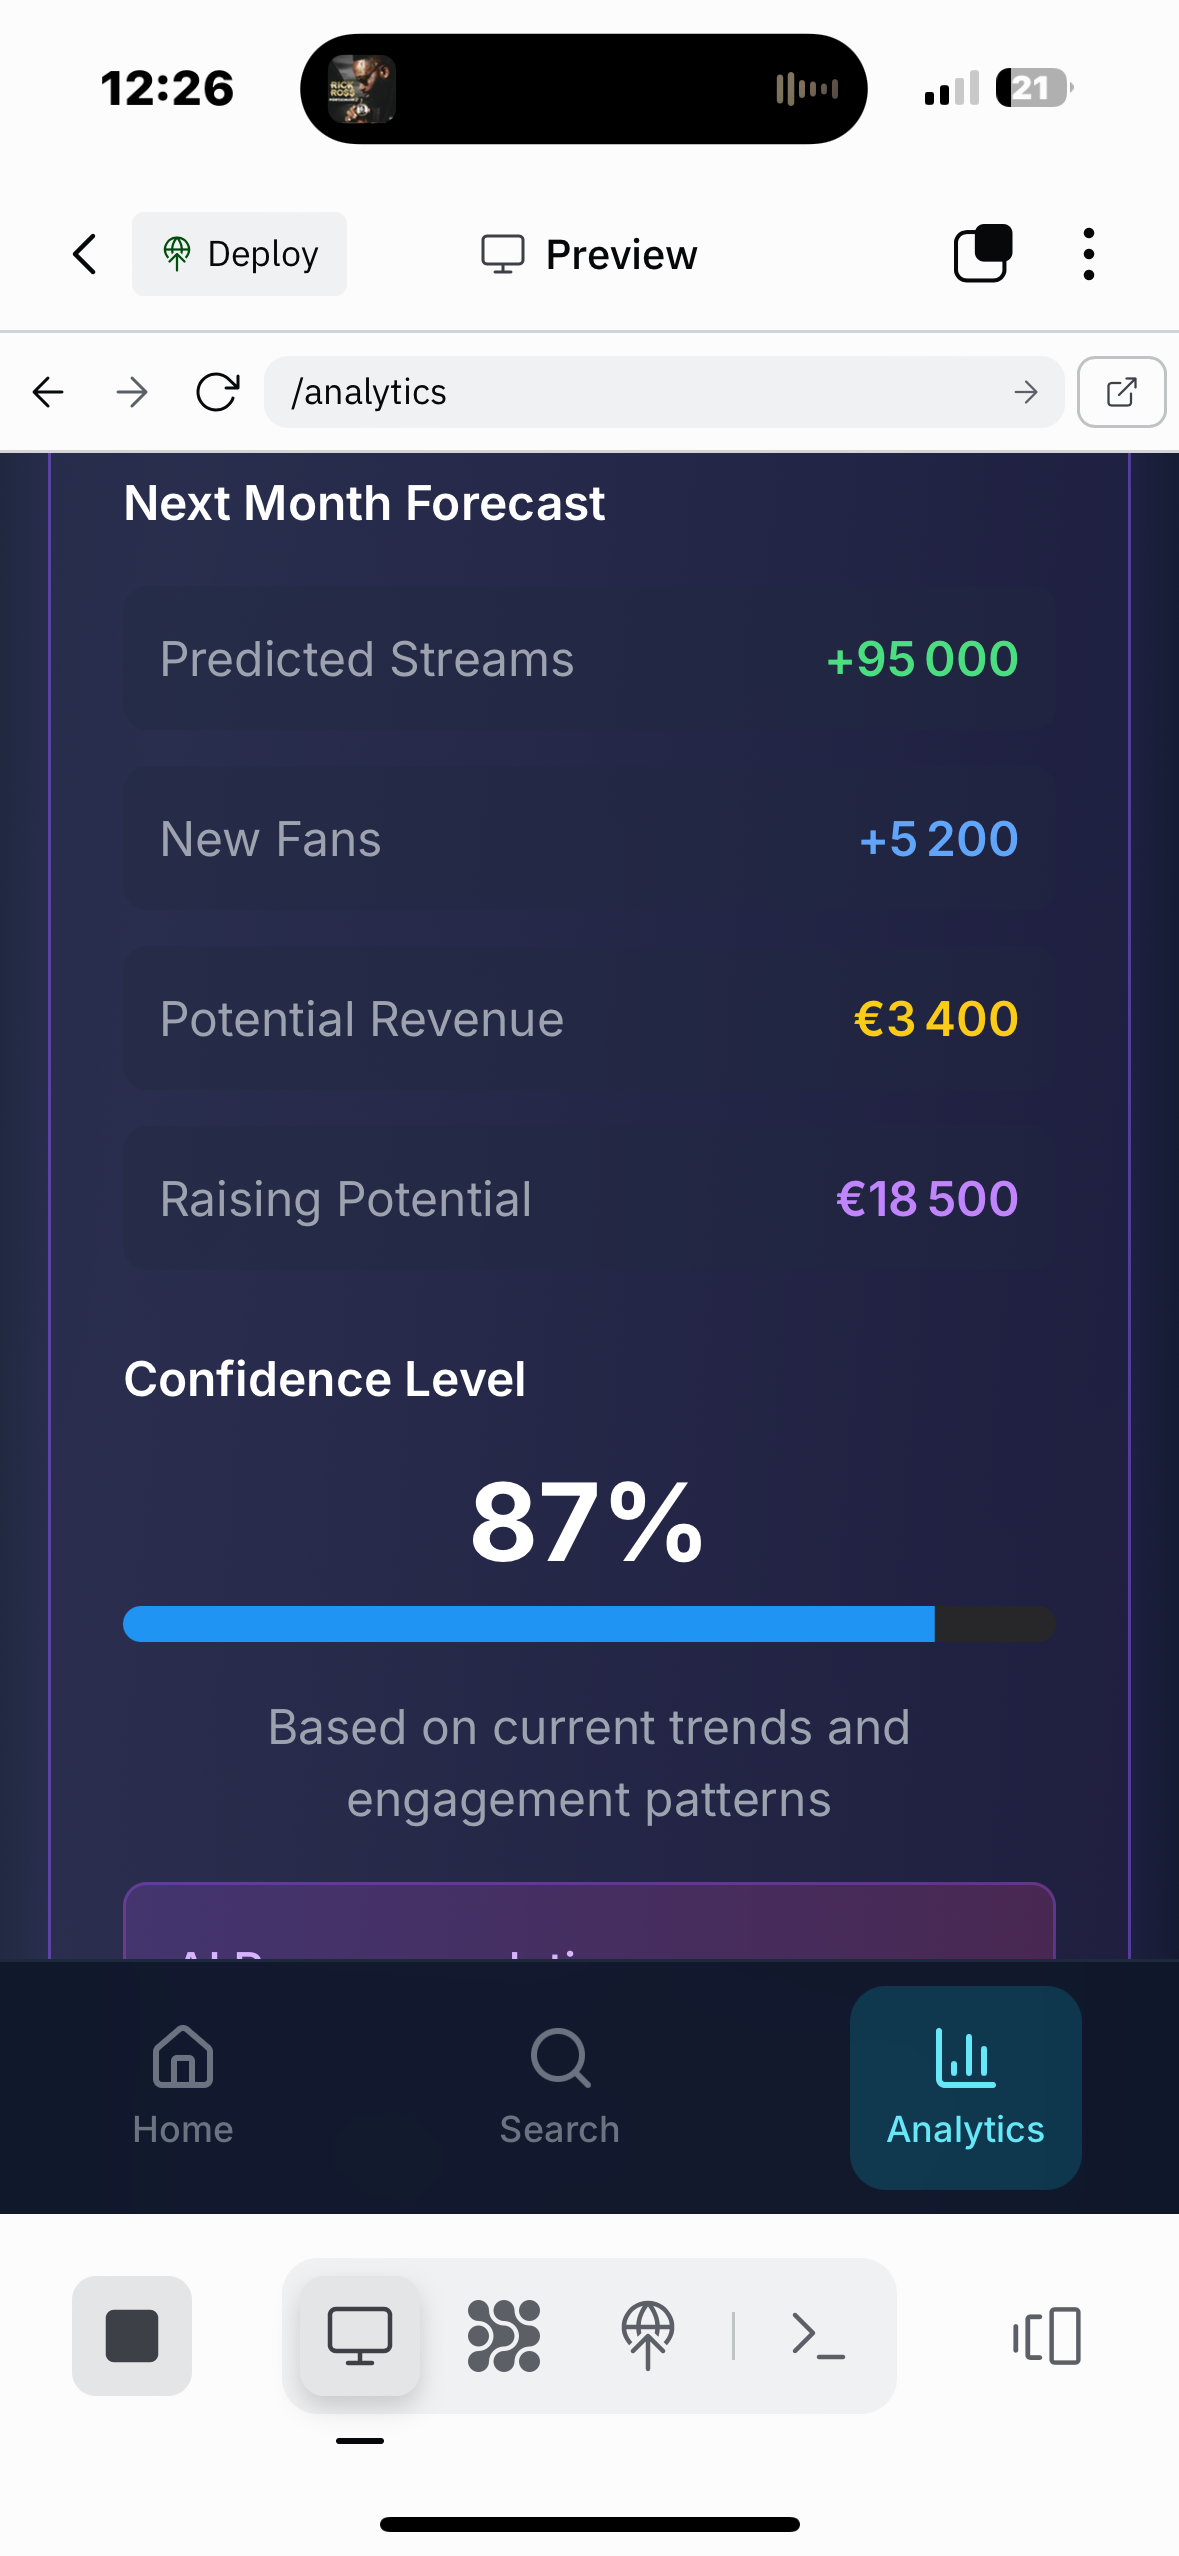 12:26
RICK
ROSS
21
Deploy
Preview
/analytics
Next Month Forecast
Predicted Streams
+95 000
New Fans
+5 200
Potential Revenue
€3 400
Raising Potential
€18 500
Confidence Level
87%
Based on current trends and
engagement patterns
Home
Search
Analytics